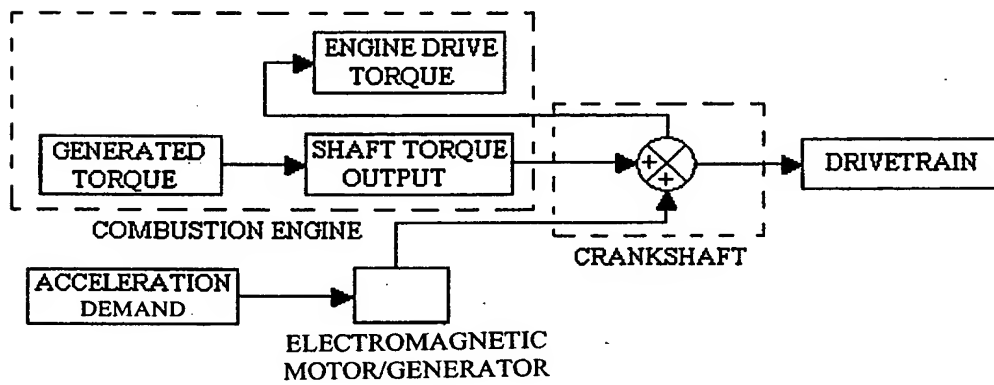 ENGINE DRIVE
TORQUE
GENERATED
TORQUE
SHAFT TORQUE
OUTPUT
+
+
DRIVETRAIN
COMBUSTION ENGINE
CRANKSHAFT
ACCELERATION
DEMAND
ELECTROMAGNETIC
MOTOR/GENERATOR